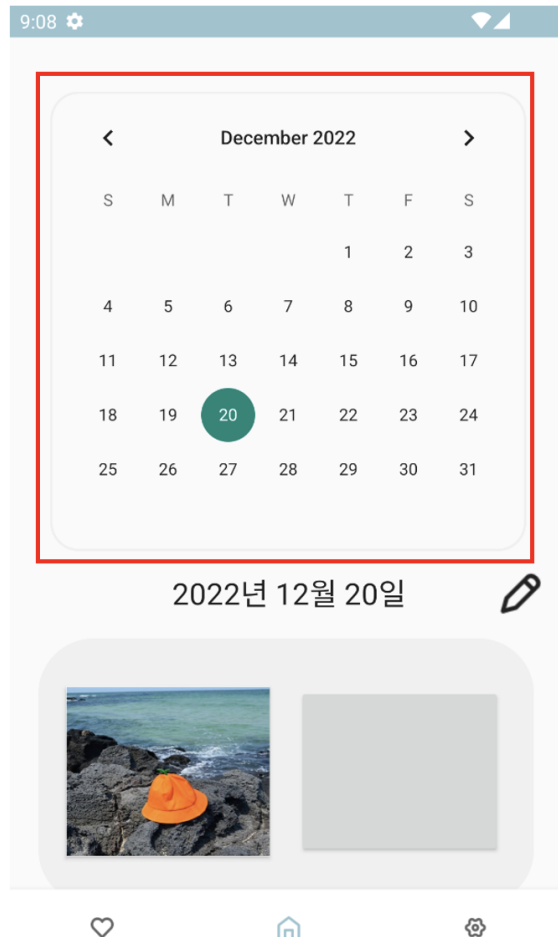 9:08
December 2022
S M T W T F S
1 2 3
4 5 6 7 8 9 10
11 12 13 14 15 16 17
18 19 20 21 22 23 24
25 26 27 28 29 30 31
2022년 12월 20일